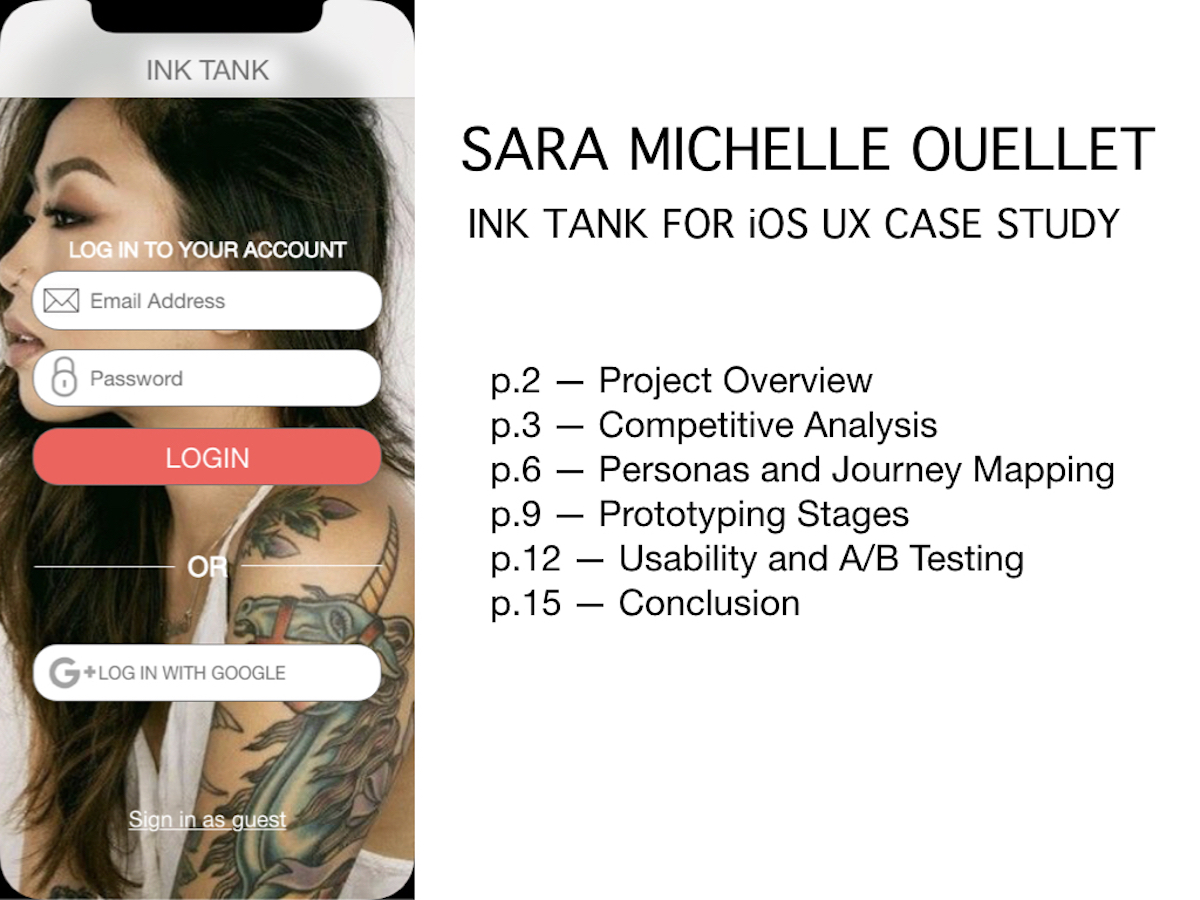 INK TANK
LOG IN TO YOUR ACCOUNT
Email Address
Password
LOGIN
OR
G+ LOG IN WITH GOOGLE
Sign in as guest
SARA MICHELLE OUELLET
INK TANK FOR iOS UX CASE STUDY
p.2 — Project Overview
p.3 — Competitive Analysis
p.6 — Personas and Journey Mapping
p.9 — Prototyping Stages
p.12 — Usability and A/B Testing
p.15 — Conclusion